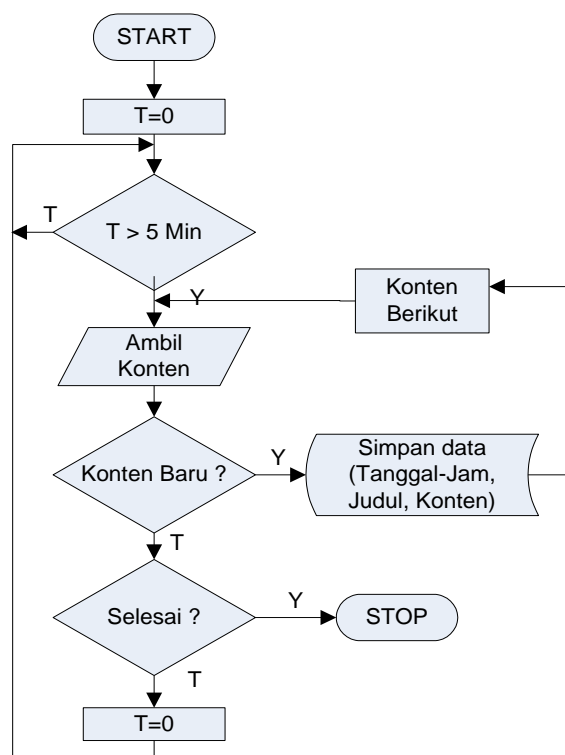 START
T=0
T
T > 5 Min
Y
Konten
Berikut
Ambil
Konten
Konten Baru ?
Y
Simpan data
(Tanggal-Jam,
Judul, Konten)
T
Selesai ?
Y
STOP
T
T=0